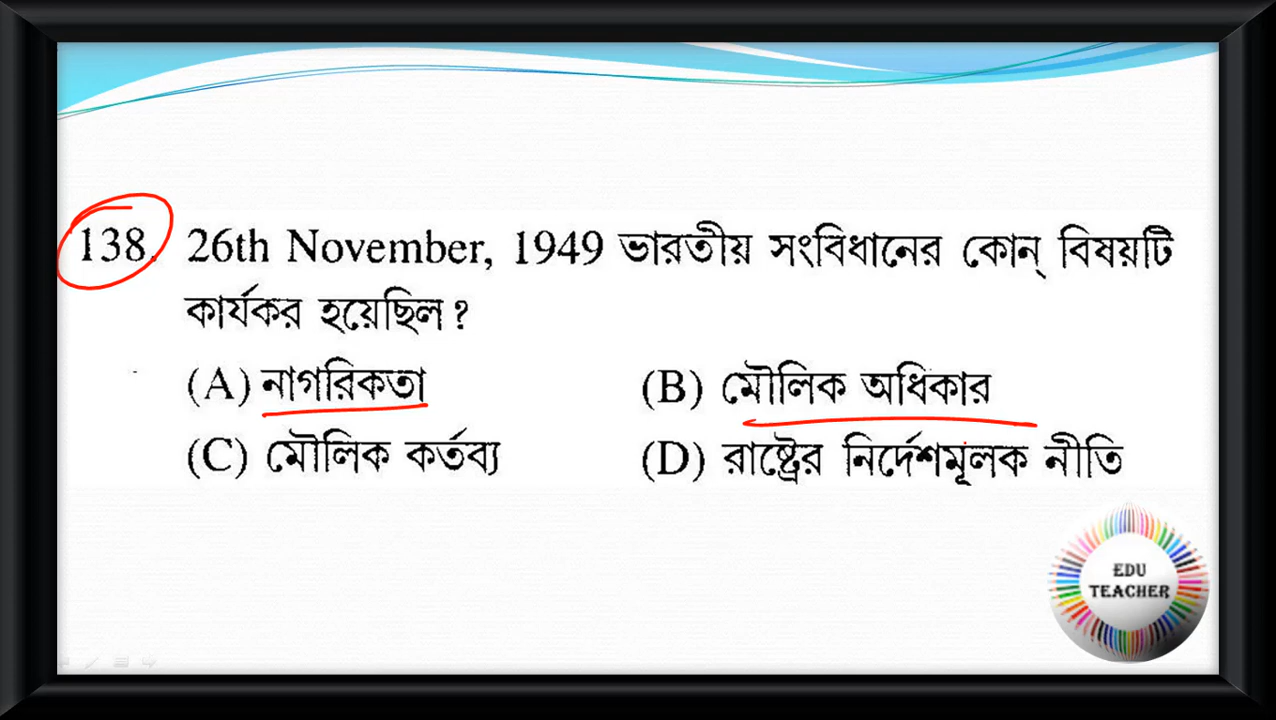 138. 26th November, 1949 ভারতীয় সংবিধানের কোন্ বিষয়টি
কার্যকর হয়েছিল?
(A) নাগরিকতা (B) মৌলিক অধিকার
(C) মৌলিক কর্তব্য (D) রাষ্ট্রের নির্দেশমূলক নীতি
EDU
TEACHER